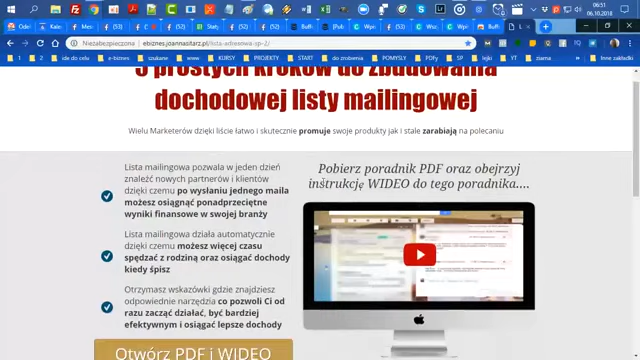 06:51
06.10.2018
Niezabezpieczona
ebiznes.joannasitarz.pl/lista-adresowa-sp-2/
ide do celu
e-biznes
sztuka
KURSY
PROJEKTY
START
do zrobienia
POMYSŁY
PDFy
SP
lejki
YT
ziarna
Inne zakładki
5 prostych kroków do zbudowania
dochodowej listy mailingowej
Wielu Marketerów dzięki liście łatwo i skutecznie promuje swoje produkty jak i stale zarabiają na polecaniu
Lista mailingowa pozwala w jeden dzień
znaleźć nowych partnerów i klientów
dzięki czemu po wysłaniu jednego maila
możesz osiągnąć ponadprzeciętne
wyniki finansowe w swojej branży
Lista mailingowa działa automatycznie
dzięki czemu możesz więcej czasu
spędzać z rodziną oraz osiągać dochody
kiedy śpisz
Otrzymasz wskazówki gdzie znajdziesz
odpowiednie narzędzia co pozwoli Ci od
razu zacząć działać, być bardziej
efektywnym i osiągać lepsze dochody
Otwórz PDF i WIDEO
Pobierz poradnik PDF oraz obejrzyj
instrukcję WIDEO do tego poradnika....